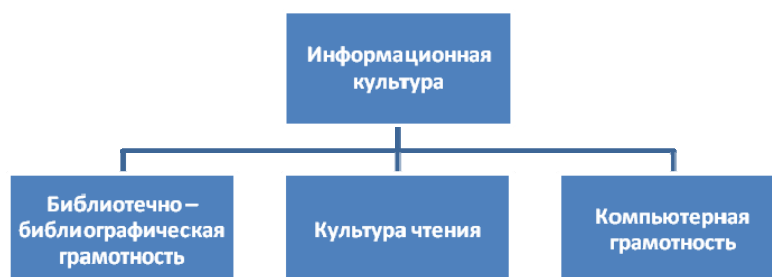 Информационная
культура
Библиотечно –
библиографическая
грамотность
Культура чтения
Компьютерная
грамотность